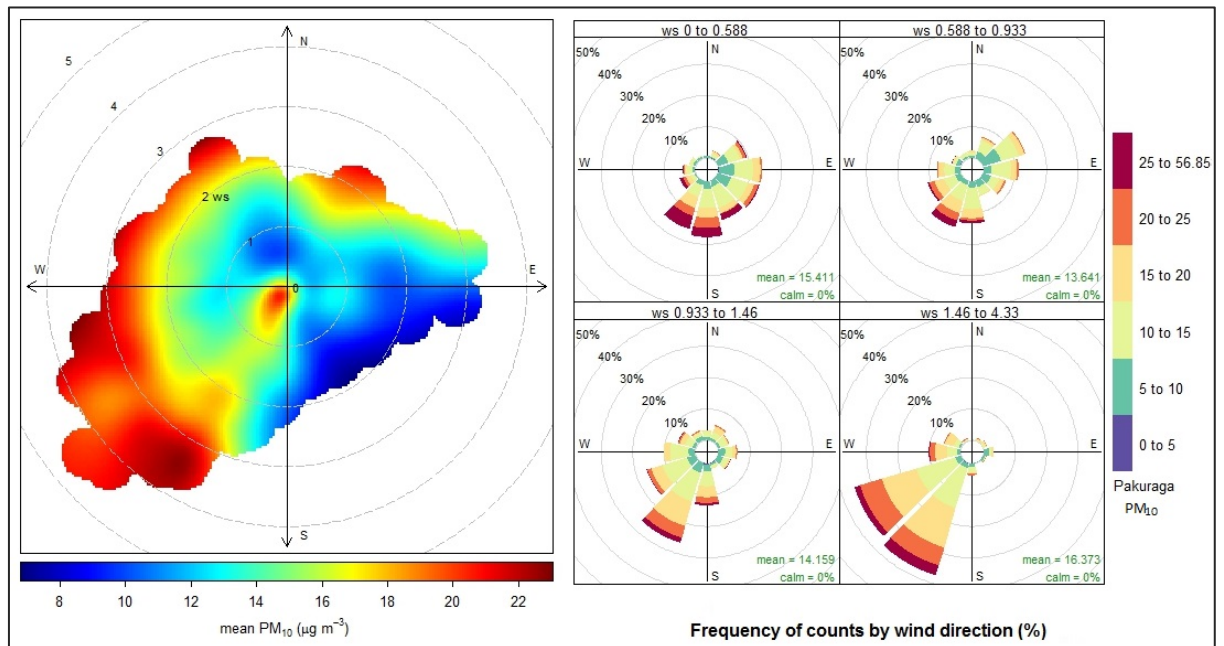 N
5
4
3
2 ws
1
0
W
E
S
8 10 12 14 16 18 20 22
mean PM₁₀ (μg m⁻³)
ws 0 to 0.588
N
50%
40%
30%
20%
10%
W
E
S
mean = 15.411
calm = 0%
ws 0.588 to 0.933
N
50%
40%
30%
20%
10%
W
E
S
mean = 13.641
calm = 0%
ws 0.933 to 1.46
50%
40%
30%
20%
10%
W
E
S
mean = 14.159
calm = 0%
ws 1.46 to 4.33
50%
40%
30%
20%
10%
W
E
S
mean = 16.373
calm = 0%
25 to 56.85
20 to 25
15 to 20
10 to 15
5 to 10
0 to 5
Pakuraga
PM₁₀
Frequency of counts by wind direction (%)